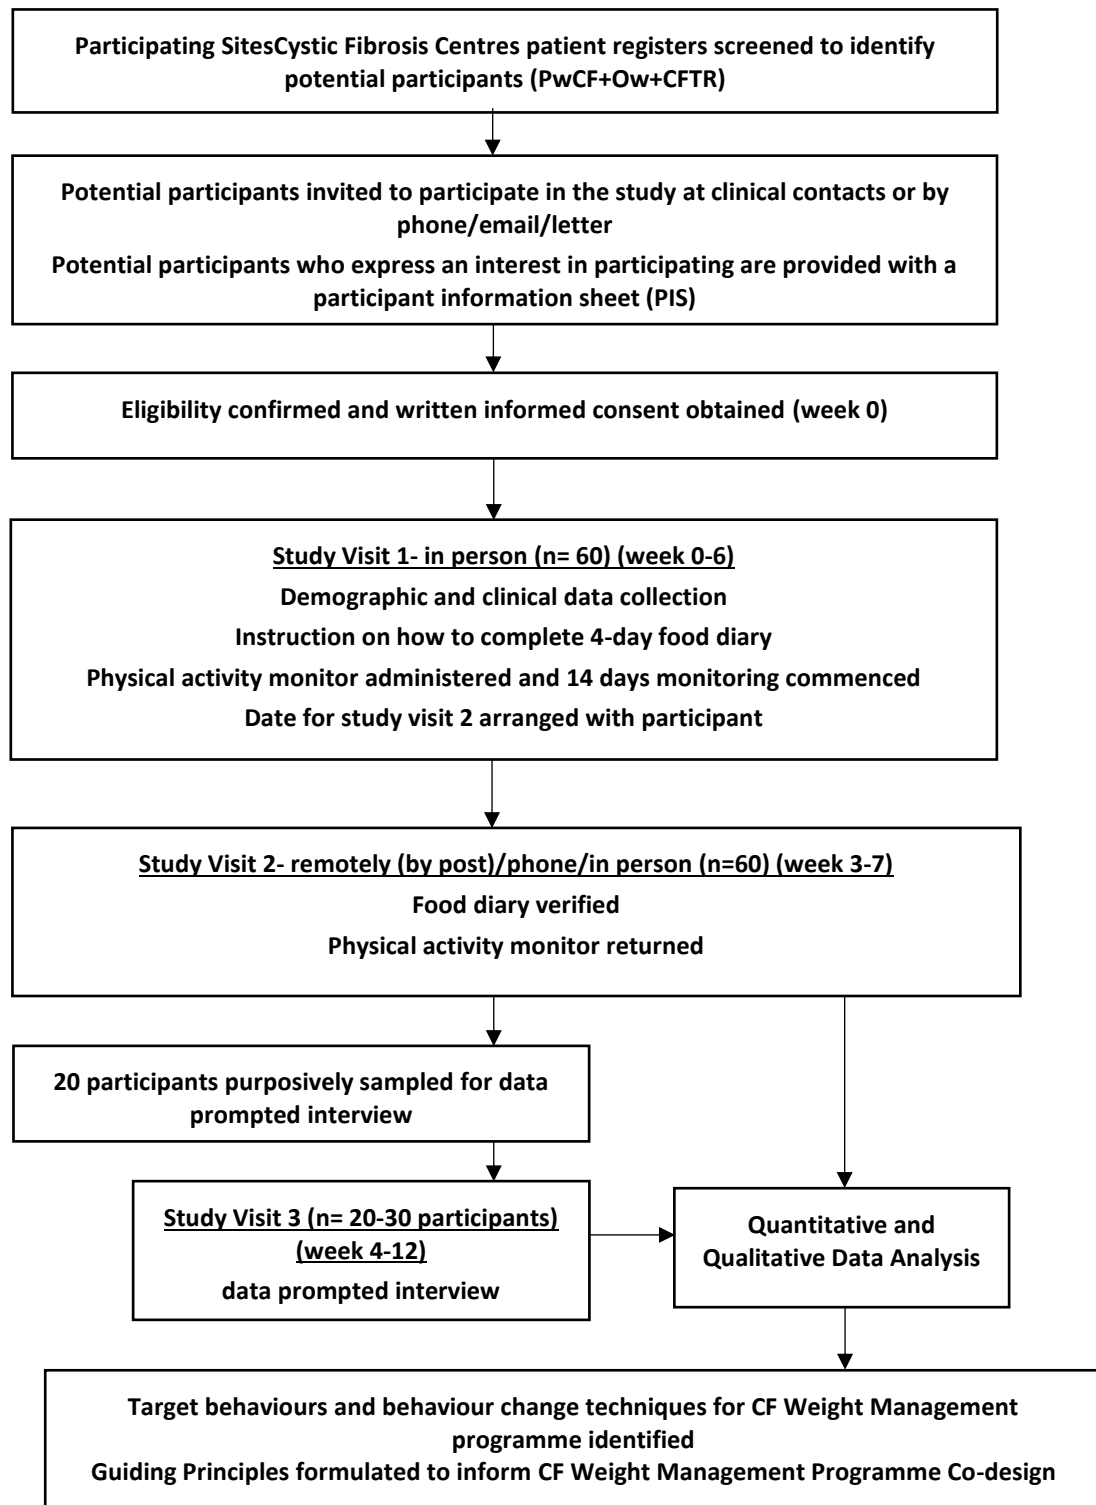 Participating SitesCystic Fibrosis Centres patient registers screened to identify
potential participants (PwCF+Ow+CFTR)
Potential participants invited to participate in the study at clinical contacts or by
phone/email/letter
Potential participants who express an interest in participating are provided with a
participant information sheet (PIS)
Eligibility confirmed and written informed consent obtained (week 0)
Study Visit 1- in person (n= 60) (week 0-6)
Demographic and clinical data collection
Instruction on how to complete 4-day food diary
Physical activity monitor administered and 14 days monitoring commenced
Date for study visit 2 arranged with participant
Study Visit 2- remotely (by post)/phone/in person (n=60) (week 3-7)
Food diary verified
Physical activity monitor returned
20 participants purposively sampled for data
prompted interview
Study Visit 3 (n= 20-30 participants)
(week 4-12)
data prompted interview
Quantitative and
Qualitative Data Analysis
Target behaviours and behaviour change techniques for CF Weight Management
programme identified
Guiding Principles formulated to inform CF Weight Management Programme Co-design